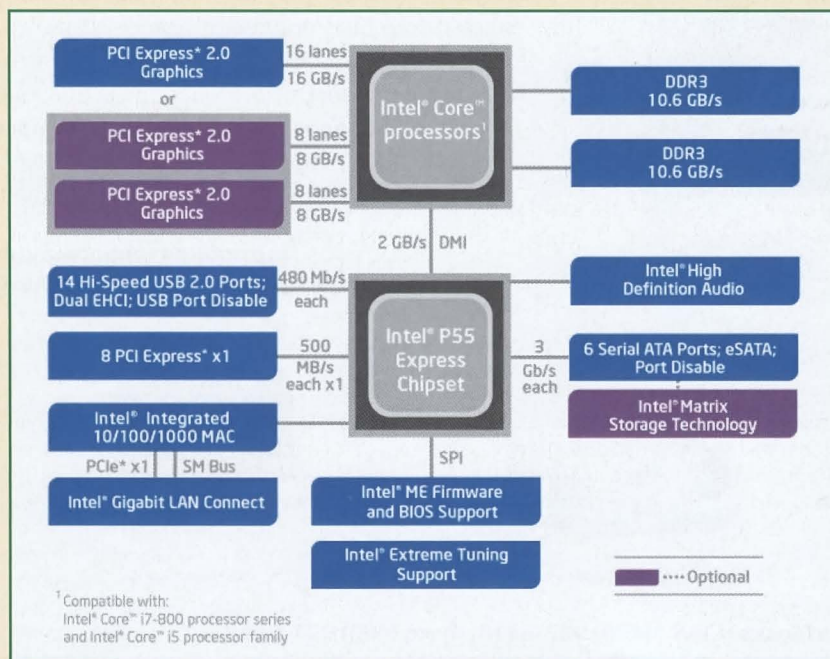 PCI Express* 2.0
Graphics
16 lanes
16 GB/s
or
PCI Express* 2.0
Graphics
8 lanes
8 GB/s
PCI Express* 2.0
Graphics
8 lanes
8 GB/s
Intel® Core™
processors¹
DDR3
10.6 GB/s
DDR3
10.6 GB/s
2 GB/s DMI
14 Hi-Speed USB 2.0 Ports;
Dual EHCI; USB Port Disable
480 Mb/s
each
8 PCI Express* x1
500
MB/s
each x1
Intel® Integrated
10/100/1000 MAC
PCIe* x1 SM Bus
Intel® Gigabit LAN Connect
Intel® P55
Express
Chipset
Intel® High
Definition Audio
3
Gb/s
each
6 Serial ATA Ports; eSATA;
Port Disable
Intel® Matrix
Storage Technology
SPI
Intel® ME Firmware
and BIOS Support
Intel® Extreme Tuning
Support
Optional
¹ Compatible with:
Intel® Core™ i7-800 processor series
and Intel® Core™ i5 processor family